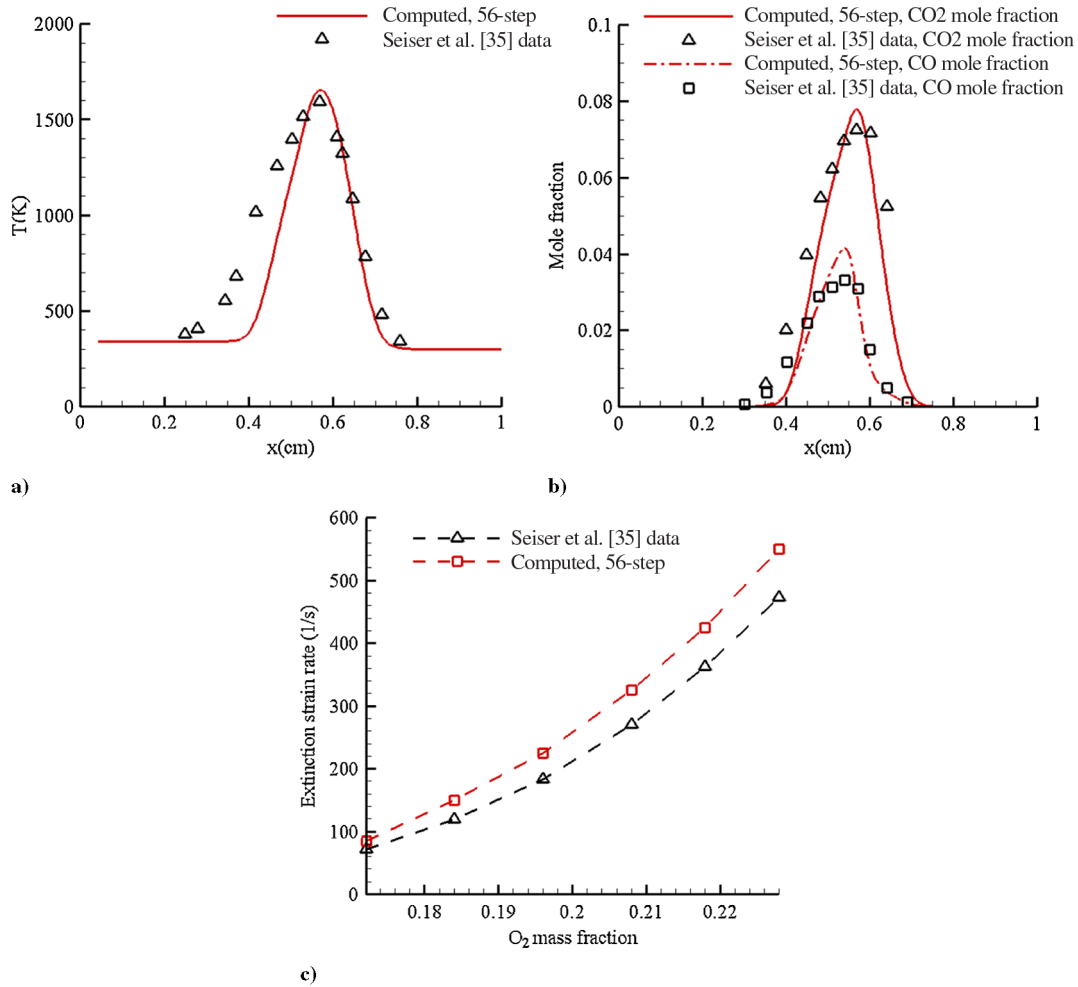 Computed, 56-step
Seiser et al. [35] data
2000
1500
1000
500
0
T(K)
0
0.2
0.4
0.6
0.8
1
x(cm)
a)
Computed, 56-step, CO2 mole fraction
Seiser et al. [35] data, CO2 mole fraction
Computed, 56-step, CO mole fraction
Seiser et al. [35] data, CO mole fraction
0.1
0.08
0.06
0.04
0.02
0
Mole fraction
0
0.2
0.4
0.6
0.8
1
x(cm)
b)
Seiser et al. [35] data
Computed, 56-step
600
500
400
300
200
100
0
Extinction strain rate (1/s)
0.18
0.19
0.2
0.21
0.22
O2 mass fraction
c)